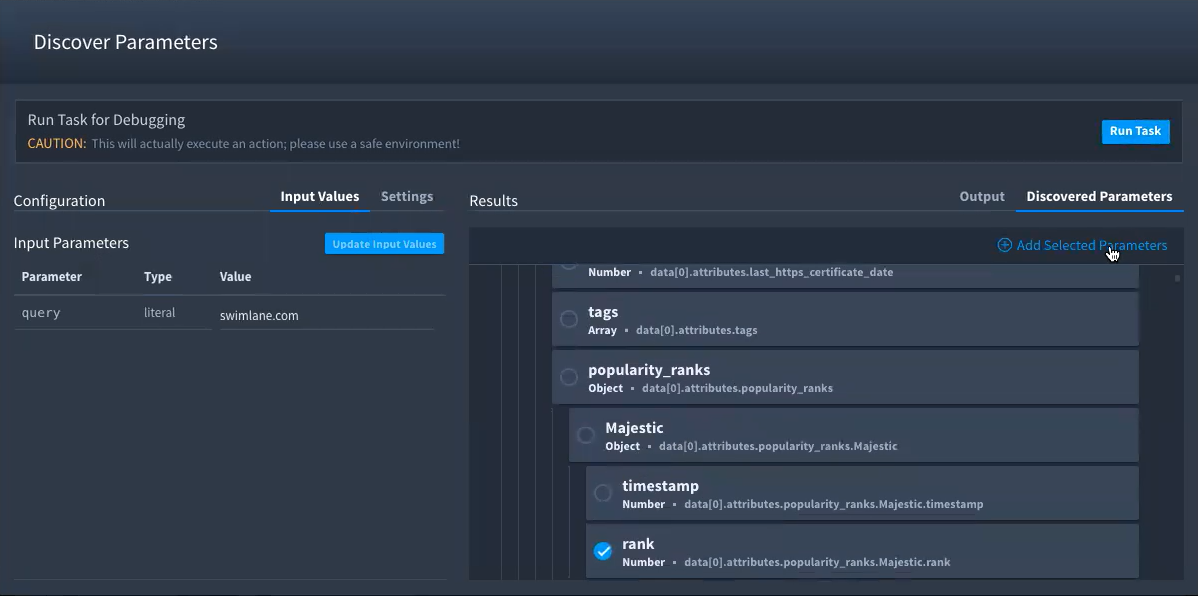 Discover Parameters
Run Task for Debugging
CAUTION: This will actually execute an action; please use a safe environment!
Run Task
Configuration
Input Values Settings
Results
Output Discovered Parameters
Input Parameters
Update Input Values
Add Selected Parameters
Parameter Type Value
query literal swimlane.com
Number • data[0].attributes.last_https_certificate_date
tags
Array • data[0].attributes.tags
popularity_ranks
Object • data[0].attributes.popularity_ranks
Majestic
Object • data[0].attributes.popularity_ranks.Majestic
timestamp
Number • data[0].attributes.popularity_ranks.Majestic.timestamp
rank
Number • data[0].attributes.popularity_ranks.Majestic.rank